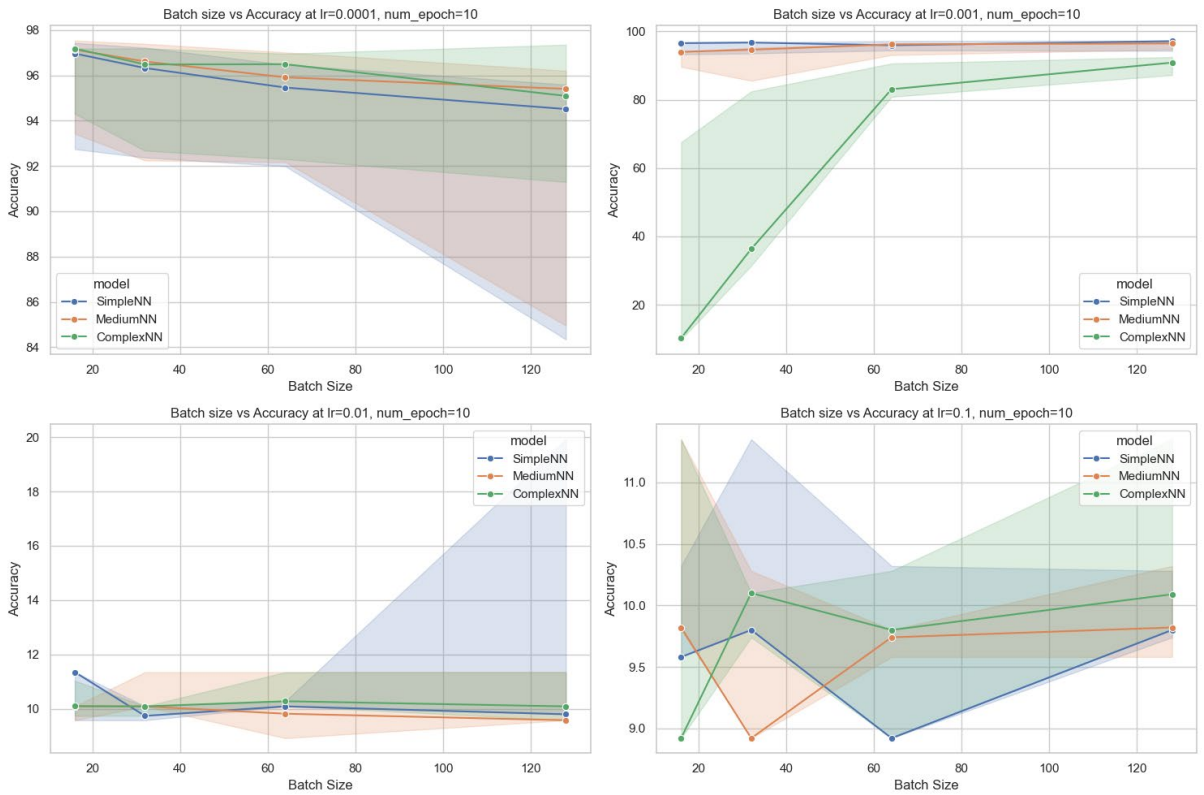 Batch size vs Accuracy at lr=0.0001, num_epoch=10
98
96
94
92
90
88
86
84
Accuracy
model
SimpleNN
MediumNN
ComplexNN
20
40
60
80
100
120
Batch Size
Batch size vs Accuracy at lr=0.001, num_epoch=10
100
80
60
40
20
Accuracy
model
SimpleNN
MediumNN
ComplexNN
20
40
60
80
100
120
Batch Size
Batch size vs Accuracy at lr=0.01, num_epoch=10
20
18
16
14
12
10
Accuracy
model
SimpleNN
MediumNN
ComplexNN
20
40
60
80
100
120
Batch Size
Batch size vs Accuracy at lr=0.1, num_epoch=10
11.0
10.5
10.0
9.5
9.0
Accuracy
model
SimpleNN
MediumNN
ComplexNN
20
40
60
80
100
120
Batch Size